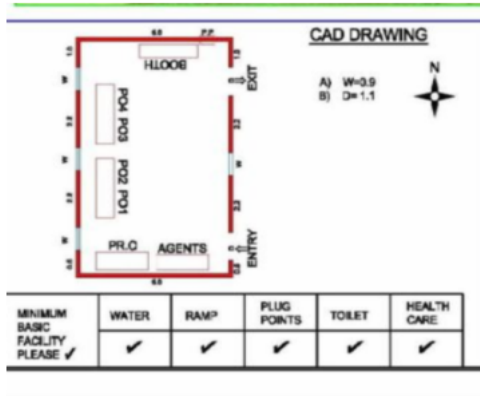 CAD DRAWING
N
A) W=0.9
B) D=1.1
P.P
BOOTH
EXIT
PO4 PO3
PO2 PO1
PR.O
AGENTS
ENTRY
W
W
W
W
MINIMUM BASIC FACILITY PLEASE ✓
WATER
RAMP
PLUG POINTS
TOILET
HEALTH CARE
✓ ✓ ✓ ✓ ✓